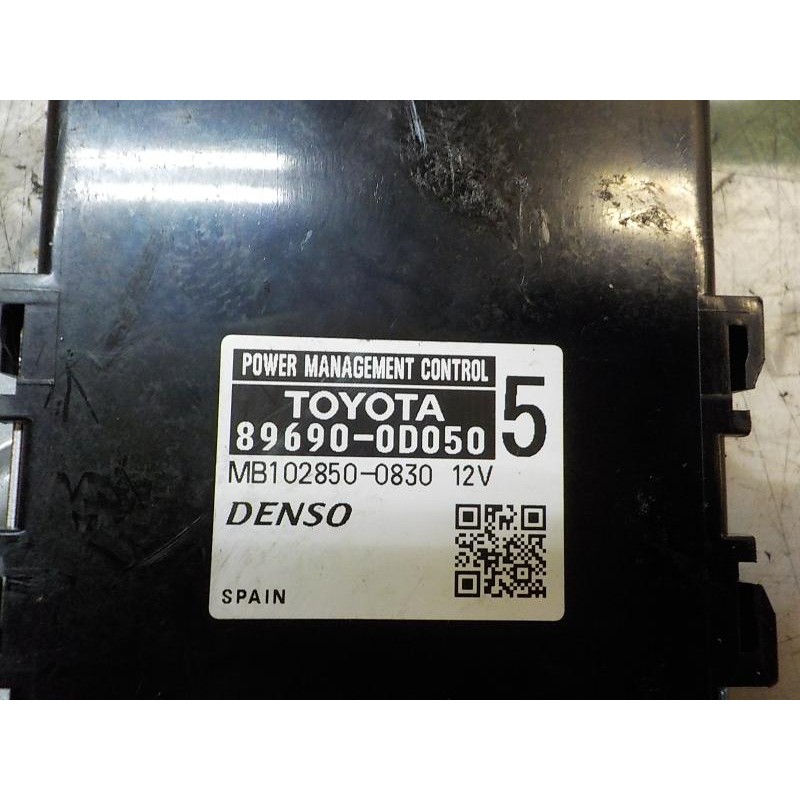 POWER MANAGEMENT CONTROL
TOYOTA
89690-0D050
5
MB102850-0830 12V
DENSO
SPAIN